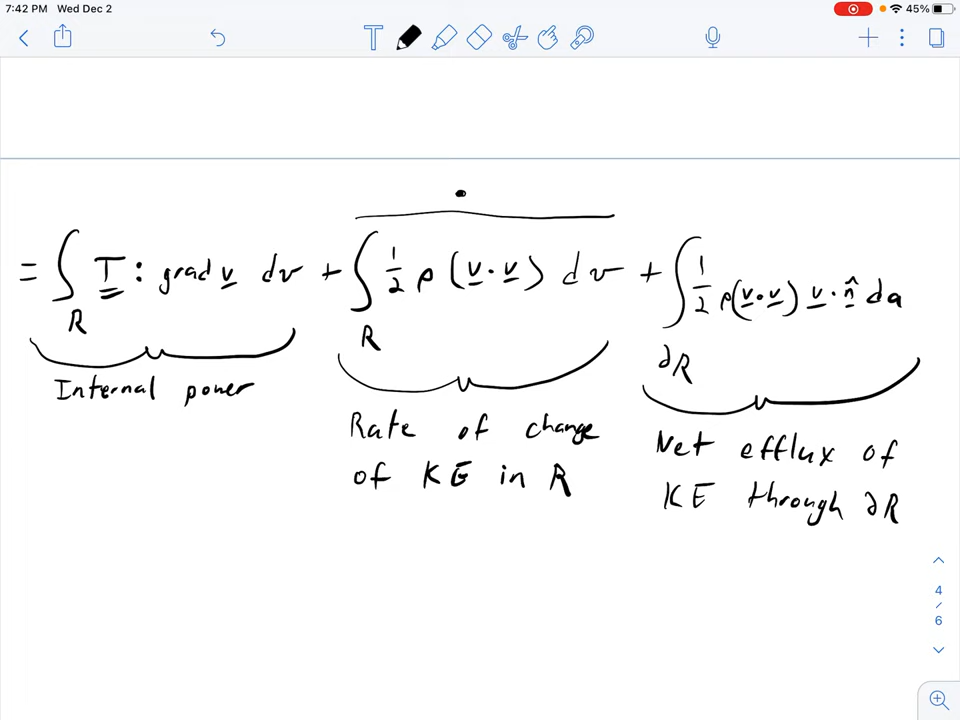 7:42 PM Wed Dec 2 45%
T
= ∫_R T : grad v dv + ∫_R 1/2 ρ (v · v) dv + ∫_∂R 1/2 ρ(v · v) v · n̂ da
Internal power
Rate of change
of KE in R
Net efflux of
KE through ∂R
4
/
6